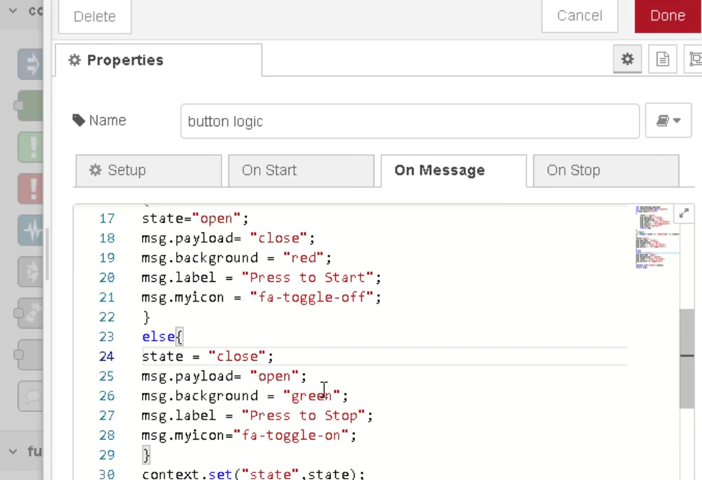 co
Delete
Cancel
Done
Properties
Name
button logic
Setup
On Start
On Message
On Stop
{
17 state="open";
18 msg.payload= "close";
19 msg.background = "red";
20 msg.label = "Press to Start";
21 msg.myicon = "fa-toggle-off";
22 }
23 else{
24 state = "close";
25 msg.payload= "open";
26 msg.background = "green";
27 msg.label = "Press to Stop";
28 msg.myicon="fa-toggle-on";
29 }
30 context.set("state",state);
fu